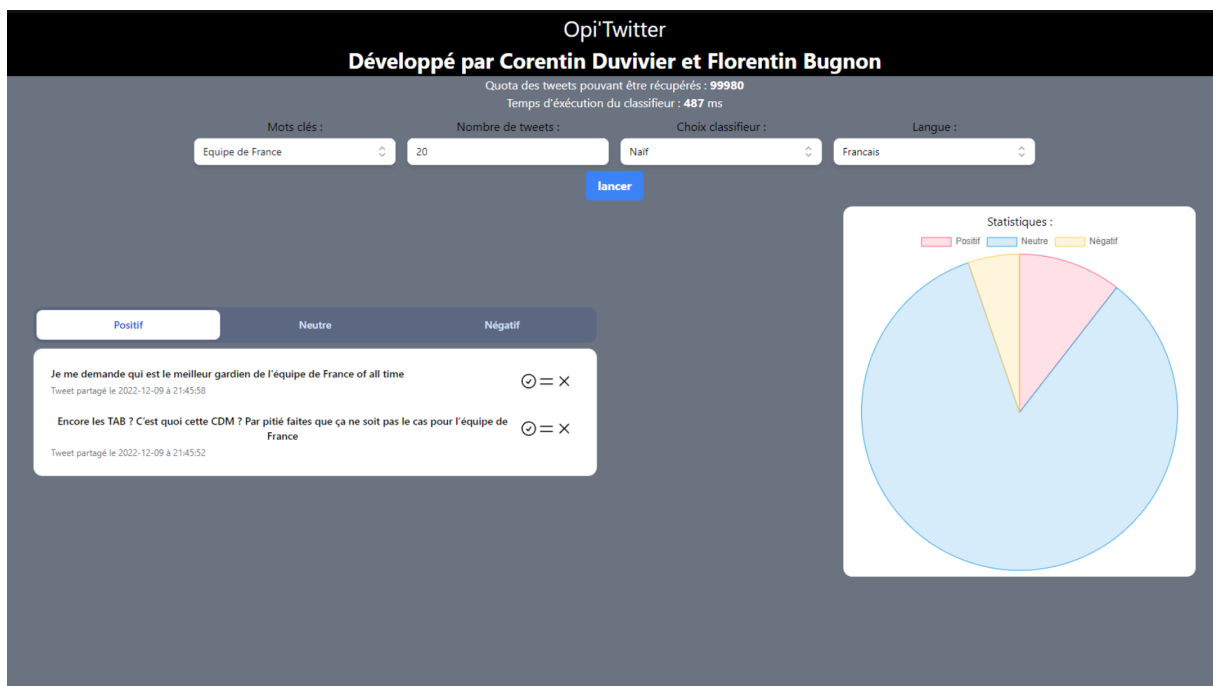 Opi'Twitter
Développé par Corentin Duvivier et Florentin Bugnon
Quota des tweets pouvant être récupérés : 99980
Temps d'éxécution du classifieur : 487 ms
Mots clés :
Nombre de tweets :
Choix classifieur :
Langue :
Equipe de France
20
Naïf
Francais
lancer
Statistiques :
Positif
Neutre
Négatif
Positif
Neutre
Négatif
Je me demande qui est le meilleur gardien de l'équipe de France of all time
Tweet partagé le 2022-12-09 à 21:45:58
Encore les TAB ? C'est quoi cette CDM ? Par pitié faites que ça ne soit pas le cas pour l'équipe de
France
Tweet partagé le 2022-12-09 à 21:45:52